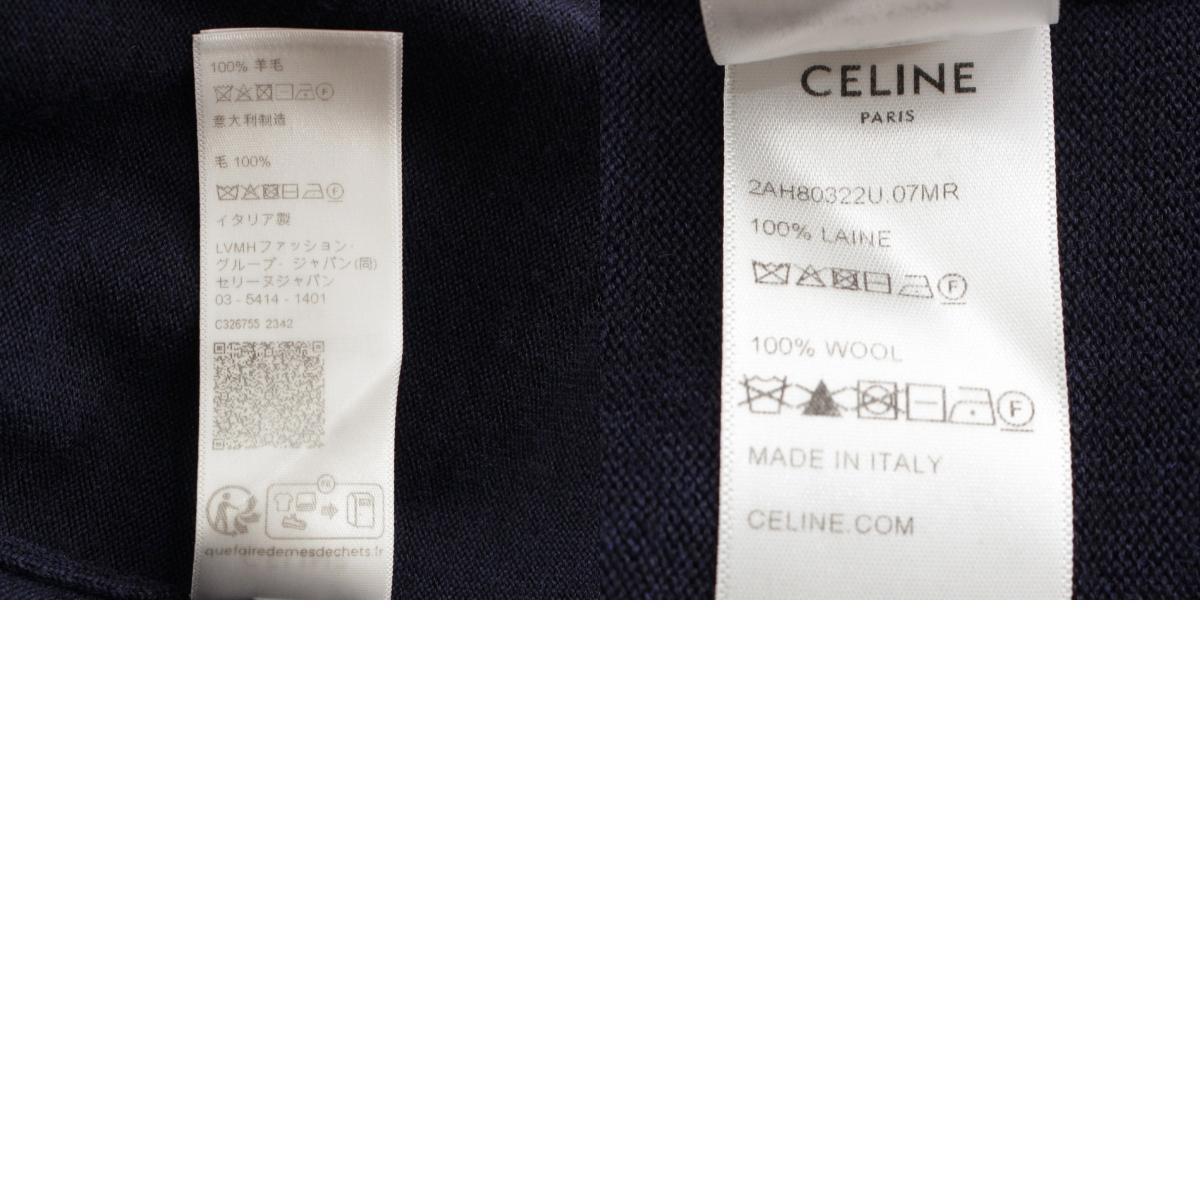 100% 羊毛
F
意大利制造
毛 100%
F
イタリア製
LVMHファッション・
グループ・ジャパン(同)
セリーヌジャパン
03 - 5414 - 1401
C326755 2342
FR
quefairedemesdechets.fr
CELINE
PARIS
2AH80322U.07MR
100% LAINE
F
100% WOOL
F
MADE IN ITALY
CELINE.COM